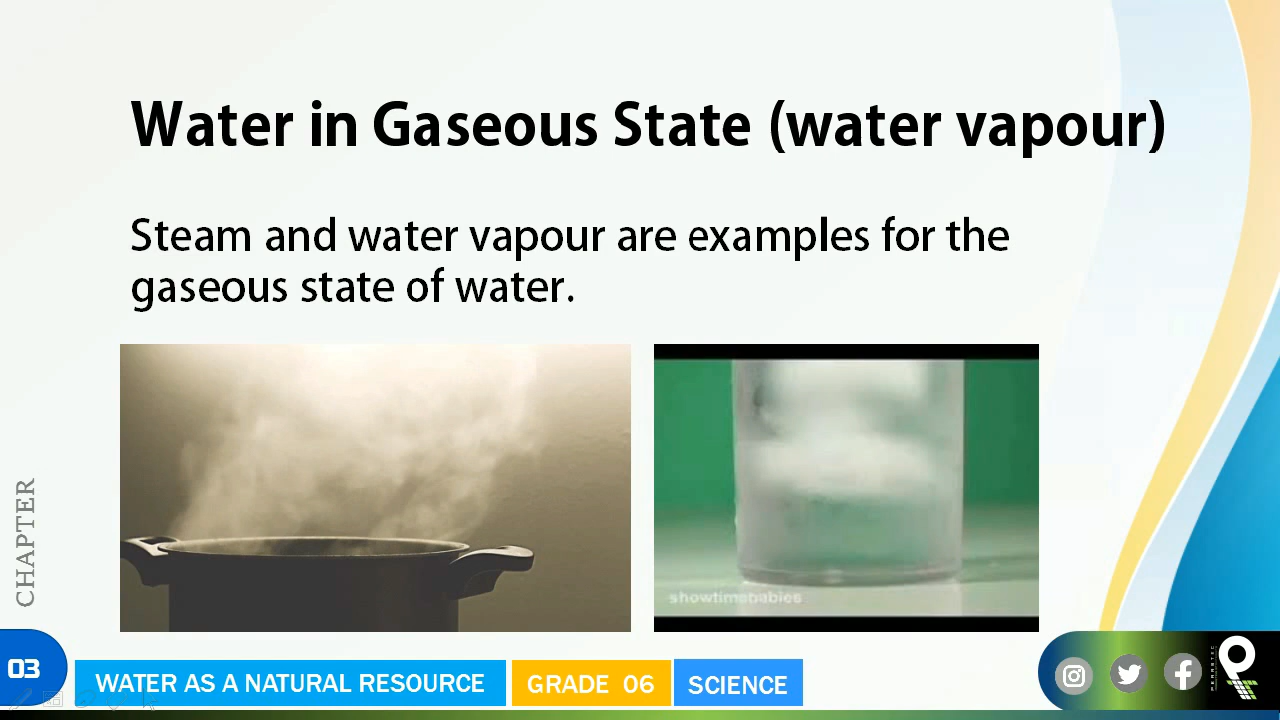 Water in Gaseous State (water vapour)
Steam and water vapour are examples for the
gaseous state of water.
showtimebabies
CHAPTER
03
WATER AS A NATURAL RESOURCE
GRADE 06
SCIENCE